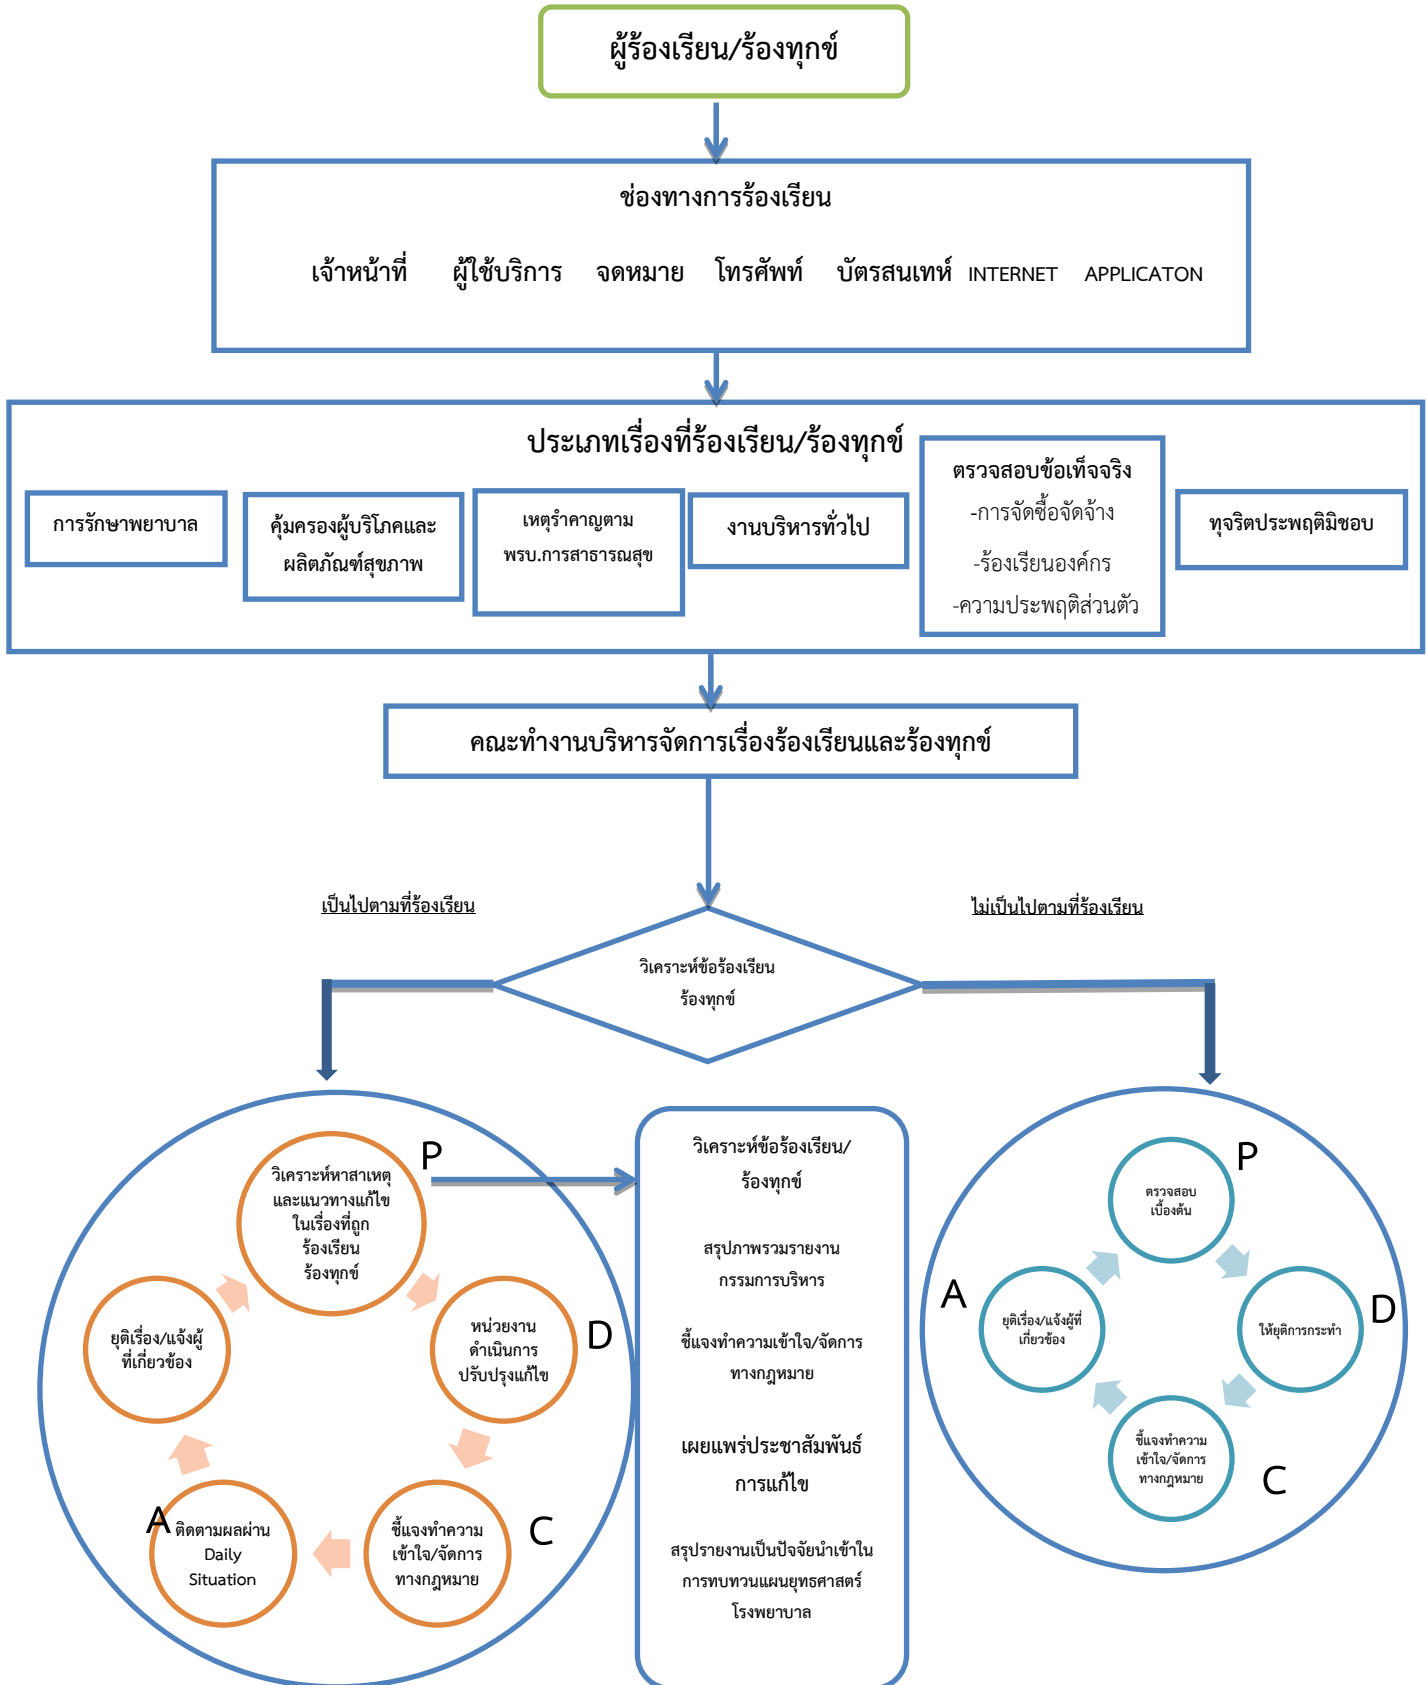 ผู้ร้องเรียน/ร้องทุกข์
ช่องทางการร้องเรียน
เจ้าหน้าที่ ผู้ใช้บริการ จดหมาย โทรศัพท์ บัตรสนเทห์ INTERNET APPLICATON
ประเภทเรื่องที่ร้องเรียน/ร้องทุกข์
การรักษาพยาบาล
คุ้มครองผู้บริโภคและ
ผลิตภัณฑ์สุขภาพ
เหตุรำคาญตาม
พรบ.การสาธารณสุข
งานบริหารทั่วไป
ตรวจสอบข้อเท็จจริง
-การจัดซื้อจัดจ้าง
-ร้องเรียนองค์กร
-ความประพฤติส่วนตัว
ทุจริตประพฤติมิชอบ
คณะทำงานบริหารจัดการเรื่องร้องเรียนและร้องทุกข์
เป็นไปตามที่ร้องเรียน
ไม่เป็นไปตามที่ร้องเรียน
วิเคราะห์ข้อร้องเรียน
ร้องทุกข์
P
วิเคราะห์หาสาเหตุ
และแนวทางแก้ไข
ในเรื่องที่ถูก
ร้องเรียน
ร้องทุกข์
D
หน่วยงาน
ดำเนินการ
ปรับปรุงแก้ไข
C
ชี้แจงทำความ
เข้าใจ/จัดการ
ทางกฎหมาย
A
ติดตามผลผ่าน
Daily
Situation
ยุติเรื่อง/แจ้งผู้
ที่เกี่ยวข้อง
วิเคราะห์ข้อร้องเรียน/
ร้องทุกข์
สรุปภาพรวมรายงาน
กรรมการบริหาร
ชี้แจงทำความเข้าใจ/จัดการ
ทางกฎหมาย
เผยแพร่ประชาสัมพันธ์
การแก้ไข
สรุปรายงานเป็นปัจจัยนำเข้าใน
การทบทวนแผนยุทธศาสตร์
โรงพยาบาล
P
ตรวจสอบ
เบื้องต้น
D
ให้ยุติการกระทำ
C
ชี้แจงทำความ
เข้าใจ/จัดการ
ทางกฎหมาย
A
ยุติเรื่อง/แจ้งผู้ที่
เกี่ยวข้อง